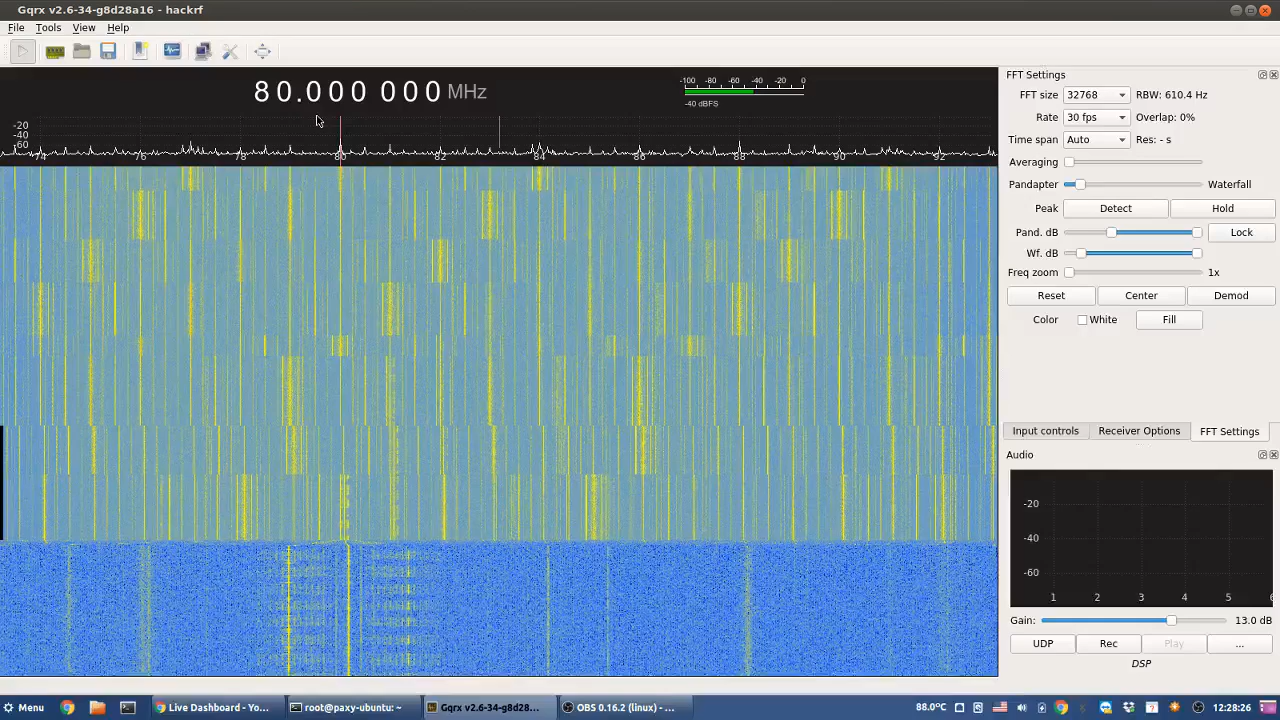 Gqrx v2.6-34-g8d28a16 - hackrf
File Tools View Help
80.000 000 MHz
-100 -80 -60 -40 -20 0
-40 dBFS
-20
-40
-60
74 76 78 80 82 84 86 88 90 92
FFT Settings
FFT size 32768 RBW: 610.4 Hz
Rate 30 fps Overlap: 0%
Time span Auto Res: - s
Averaging
Pandapter Waterfall
Peak Detect Hold
Pand. dB Lock
Wf. dB
Freq zoom 1x
Reset Center Demod
Color White Fill
Input controls Receiver Options FFT Settings
Audio
-20
-40
-60
1 2 3 4 5 6
Gain: 13.0 dB
UDP Rec Play ...
DSP
Menu Live Dashboard - Yo... root@paxy-ubuntu: ~ Gqrx v2.6-34-g8d28... OBS 0.16.2 (linux) - ... 88.0°C 12:28:26